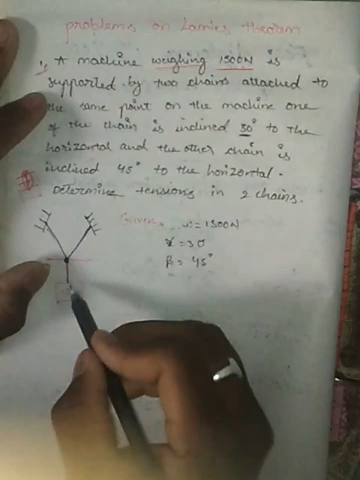 problems on Lamies theorem
1, A machine weighing 1500N is
supported by two chains attached to
the same point on the machine one
of the chain is inclined 30° to the
horizontal and the other chain is
inclined 45° to the horizontal.
Determine tensions in 2 chains.
Given, w = 1500N
α = 30
β = 45°